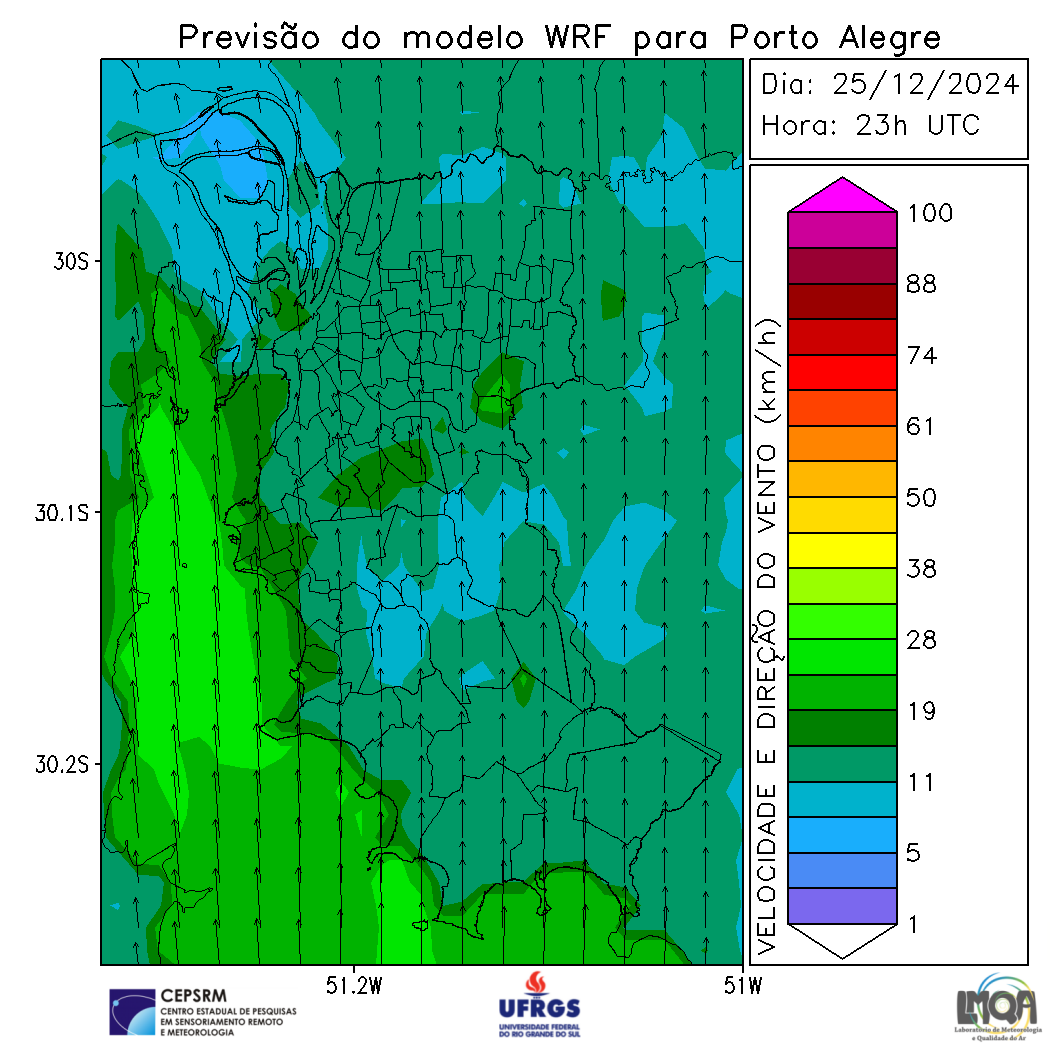 Previsão do modelo WRF para Porto Alegre
Dia: 25/12/2024
Hora: 23h UTC
30S
30.1S
30.2S
51.2W
51W
VELOCIDADE E DIREÇÃO DO VENTO (km/h)
100
88
74
61
50
38
28
19
11
5
1
CEPSRM
CENTRO ESTADUAL DE PESQUISAS
EM SENSORIAMENTO REMOTO
E METEOROLOGIA
UFRGS
UNIVERSIDADE FEDERAL
DO RIO GRANDE DO SUL
LMQA
Laboratório de Meteorologia
e Qualidade do Ar